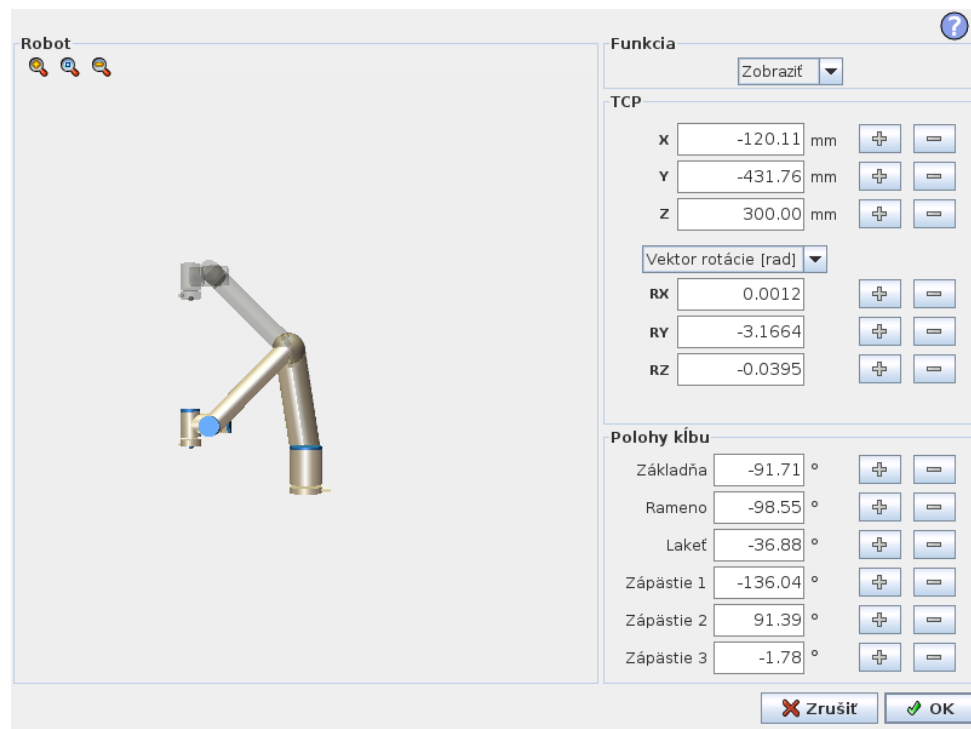 ?
Robot
Funkcia
Zobraziť
TCP
X -120.11 mm
Y -431.76 mm
Z 300.00 mm
Vektor rotácie [rad]
RX 0.0012
RY -3.1664
RZ -0.0395
Polohy kĺbu
Základňa -91.71 °
Rameno -98.55 °
Lakeť -36.88 °
Zápästie 1 -136.04 °
Zápästie 2 91.39 °
Zápästie 3 -1.78 °
Zrušiť OK